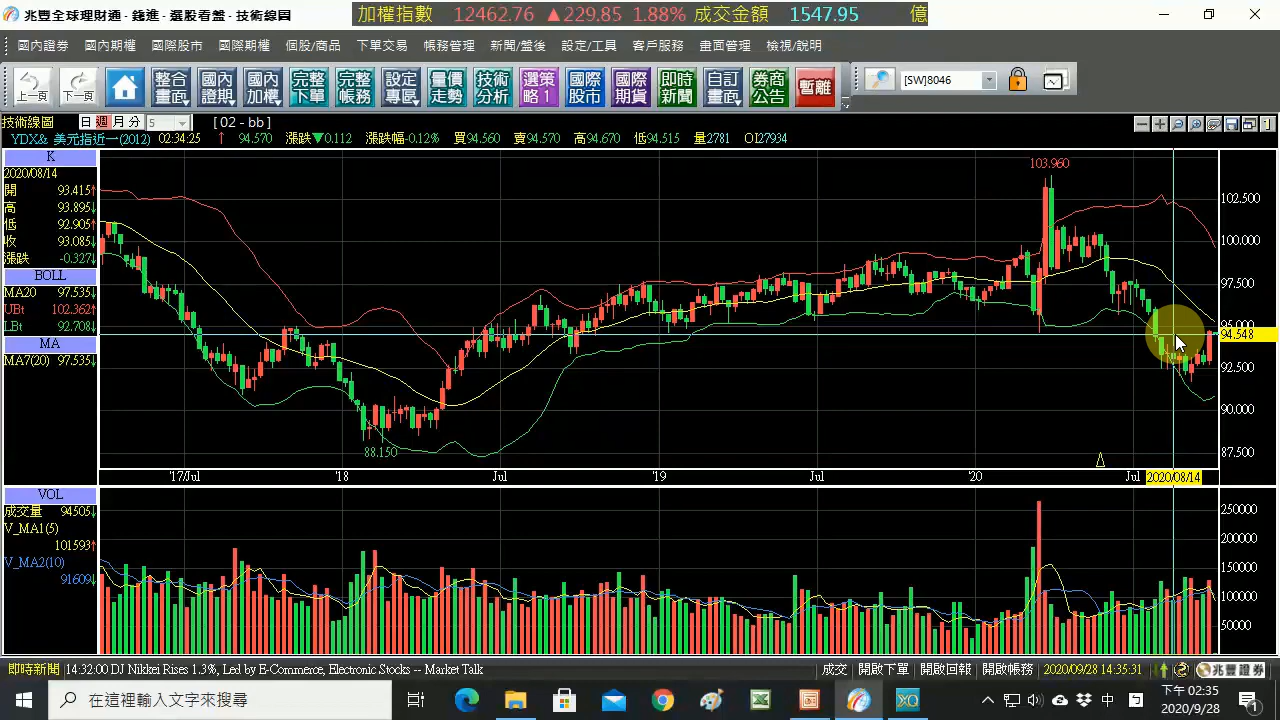 兆豐全球理財通 - 鋒進 - 選股看盤 - 技術線圖
加權指數 12462.76 ▲229.85 1.88% 成交金額 1547.95 億
國內證券 國內期權 國際股市 國際期權 個股/商品 下單交易 帳務管理 新聞/盤後 設定/工具 客戶服務 畫面管理 檢視/說明
上一頁 下一頁 整合畫面 國內證期 國內加權 完整下單 完整帳務 設定專區 量價走勢 技術分析 選策略1 國際股市 國際期貨 即時新聞 自訂畫面 券商公告 暫離 [SW]8046
技術線圖 日 週 月 分 5 [02 - bb]
YDX& 美元指近一(2012) 02:34:25 ↑ 94.570 漲跌▼0.112 漲跌幅-0.12% 買94.560 賣94.570 高94.670 低94.515 量2781 OI27934
K
2020/08/14
開 93.415↑
高 93.895↓
低 92.905↑
收 93.085↓
漲跌 -0.327↓
BOLL
MA20 97.535↓
UBt 102.362↑
LBt 92.708↓
MA
MA7(20) 97.535↓
103.960
88.150
102.500
100.000
97.500
95.000
94.548
92.500
90.000
87.500
'17/Jul '18 Jul '19 Jul '20 Jul 2020/08/14
VOL
成交量 94505↓
V_MA1(5)
101593↑
V_MA2(10)
91609↓
250000
200000
150000
100000
50000
即時新聞 14:32:00 DJ Nikkei Rises 1.3%, Led by E-Commerce, Electronic Stocks -- Market Talk 成交 開啟下單 開啟回報 開啟帳務 2020/09/28 14:35:31 兆豐證券
在這裡輸入文字來搜尋
中
下午 02:35
2020/9/28
1